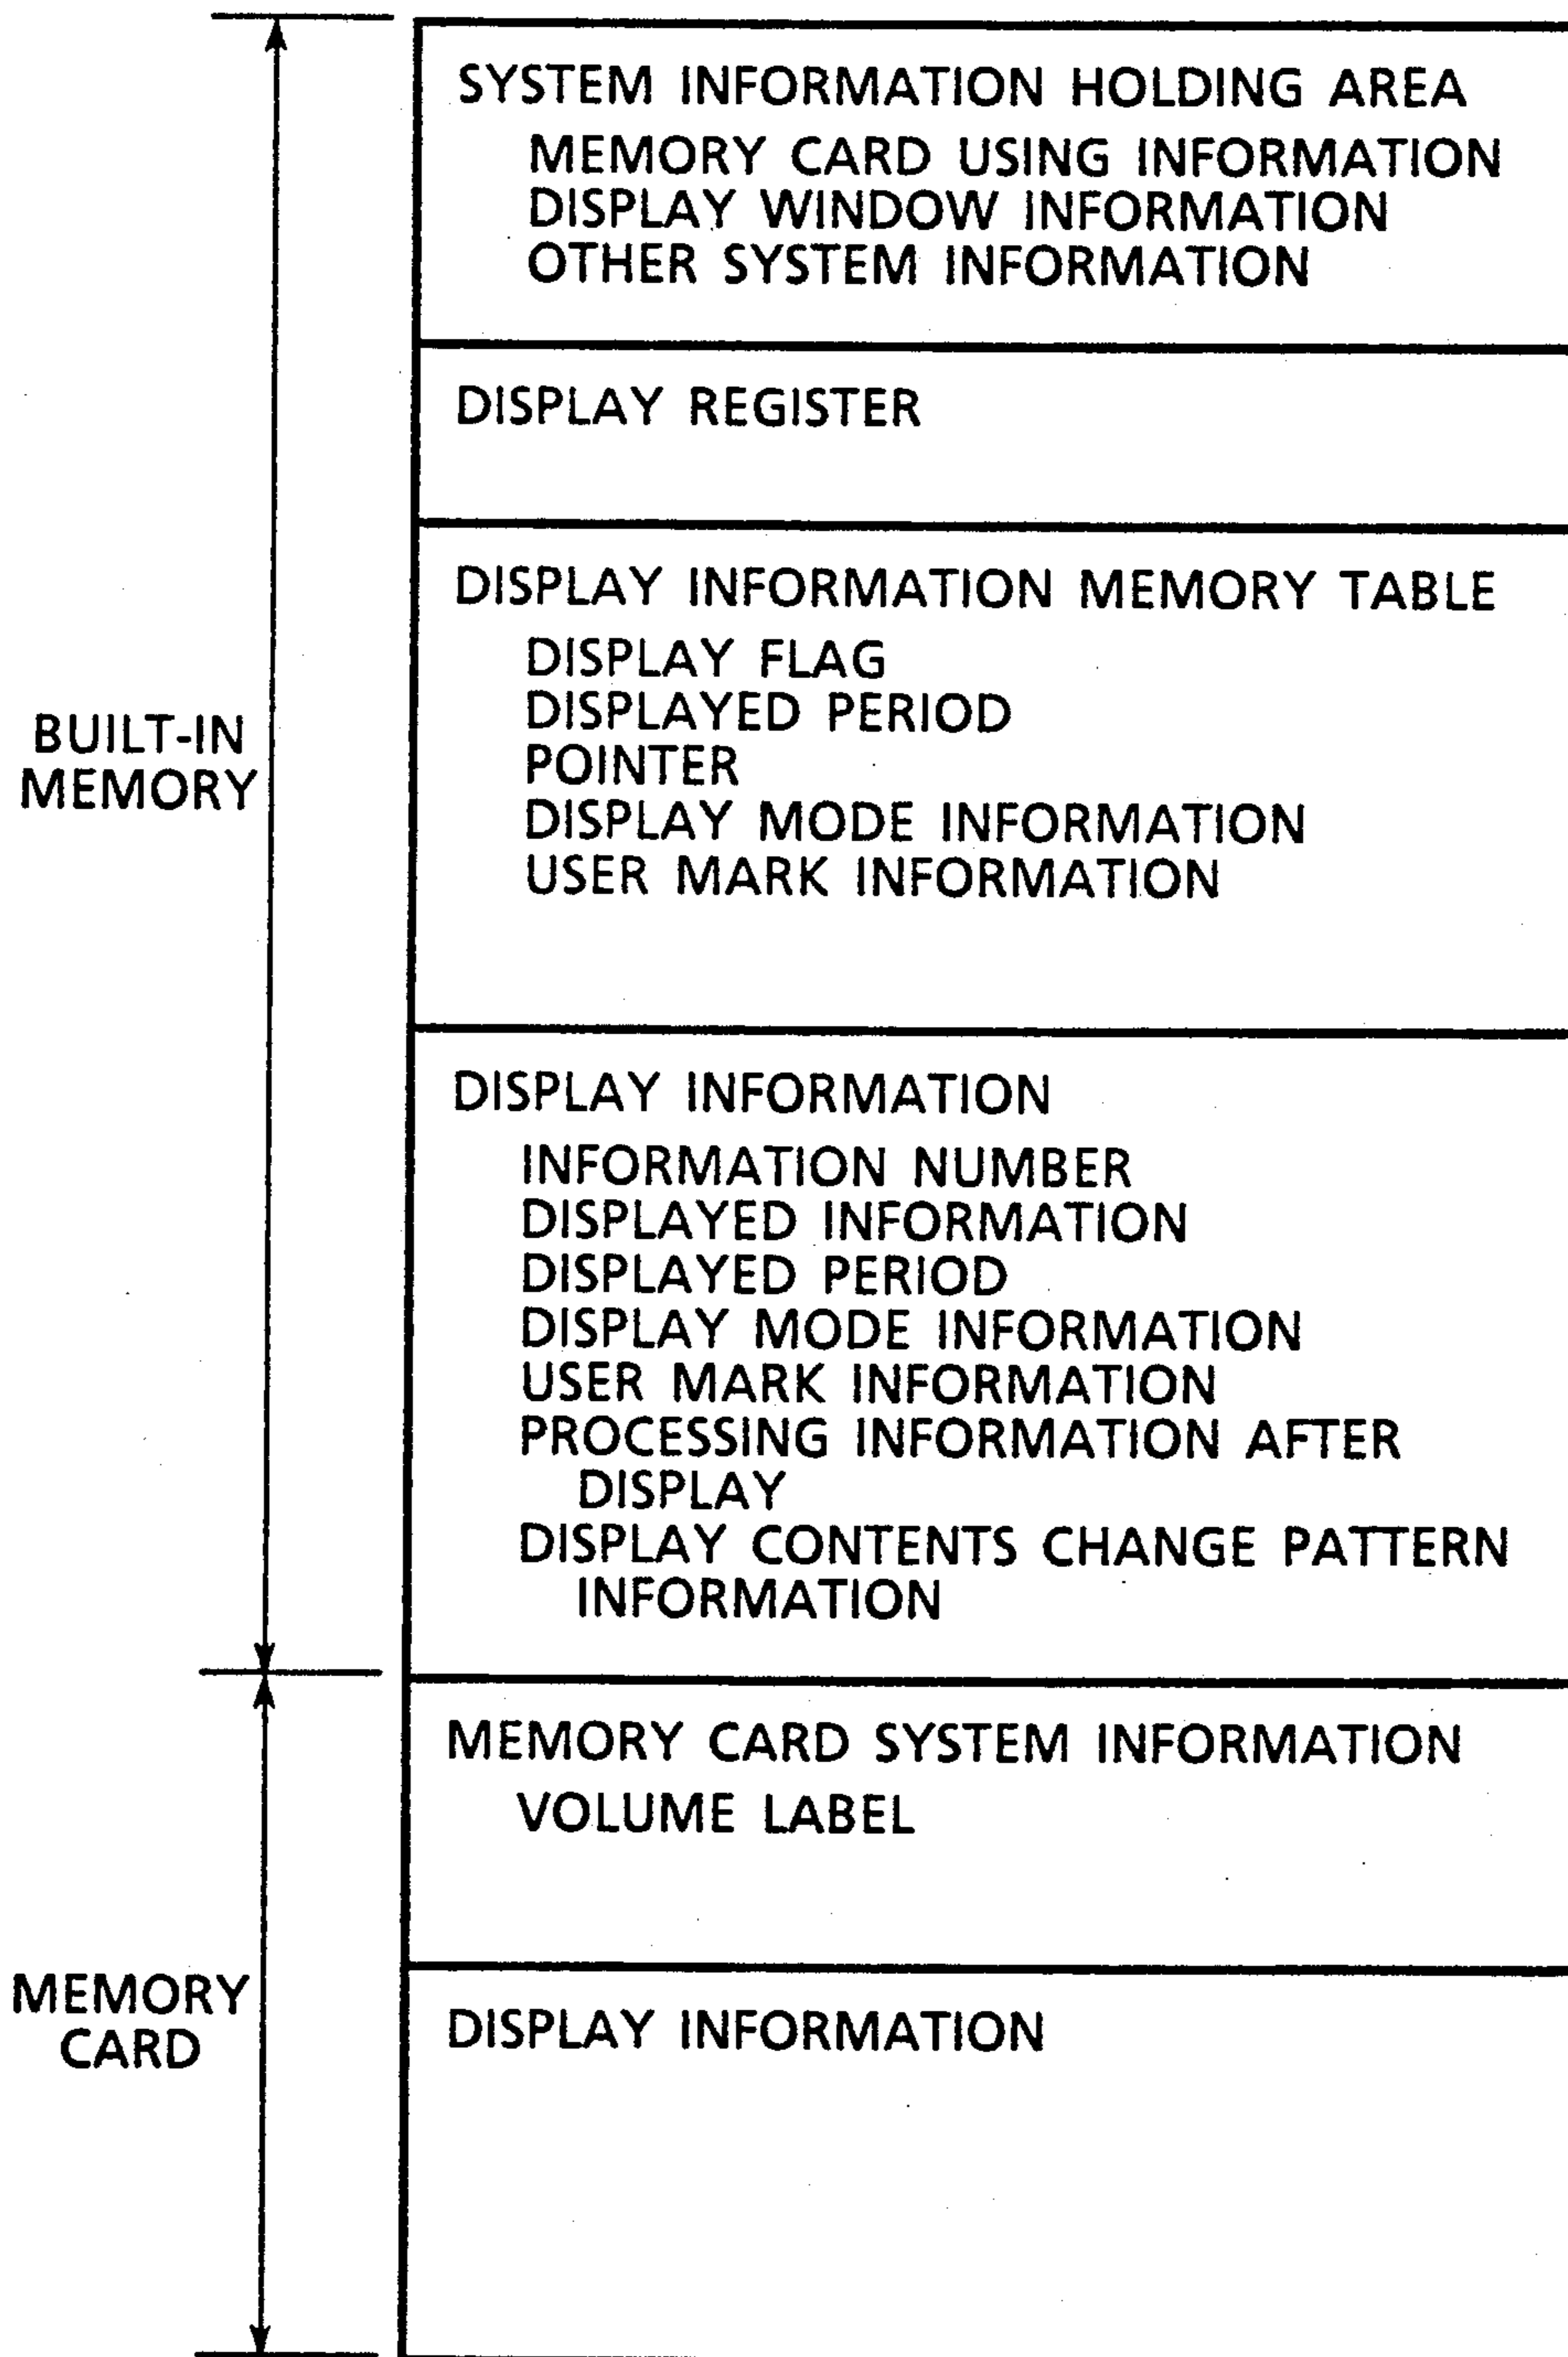 SYSTEM INFORMATION HOLDING AREA
MEMORY CARD USING INFORMATION
DISPLAY WINDOW INFORMATION
OTHER SYSTEM INFORMATION
DISPLAY REGISTER
DISPLAY INFORMATION MEMORY TABLE
DISPLAY FLAG
DISPLAYED PERIOD
POINTER
DISPLAY MODE INFORMATION
USER MARK INFORMATION
BUILT-IN
MEMORY
DISPLAY INFORMATION
INFORMATION NUMBER
DISPLAYED INFORMATION
DISPLAYED PERIOD
DISPLAY MODE INFORMATION
USER MARK INFORMATION
PROCESSING INFORMATION AFTER
DISPLAY
DISPLAY CONTENTS CHANGE PATTERN
INFORMATION
MEMORY CARD SYSTEM INFORMATION
VOLUME LABEL
MEMORY
CARD
DISPLAY INFORMATION